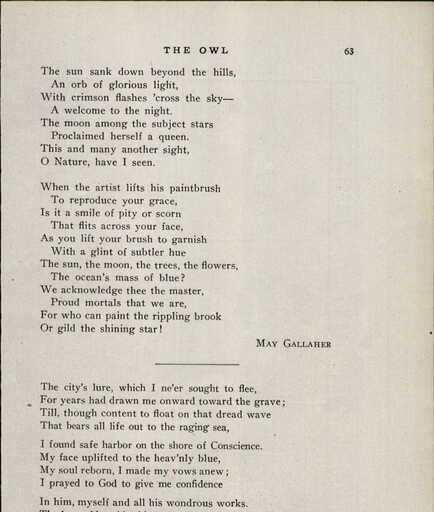 THE OWL 63
The sun sank down beyond the hills,
An orb of glorious light,
With crimson flashes 'cross the sky—
A welcome to the night.
The moon among the subject stars
Proclaimed herself a queen.
This and many another sight,
O Nature, have I seen.
When the artist lifts his paintbrush
To reproduce your grace,
Is it a smile of pity or scorn
That flits across your face,
As you lift your brush to garnish
With a glint of subtler hue
The sun, the moon, the trees, the flowers,
The ocean's mass of blue?
We acknowledge thee the master,
Proud mortals that we are,
For who can paint the rippling brook
Or gild the shining star!
MAY GALLAHER
The city's lure, which I ne'er sought to flee,
For years had drawn me onward toward the grave;
Till, though content to float on that dread wave
That bears all life out to the raging sea,
I found safe harbor on the shore of Conscience.
My face uplifted to the heav'nly blue,
My soul reborn, I made my vows anew;
I prayed to God to give me confidence
In him, myself and all his wondrous works.